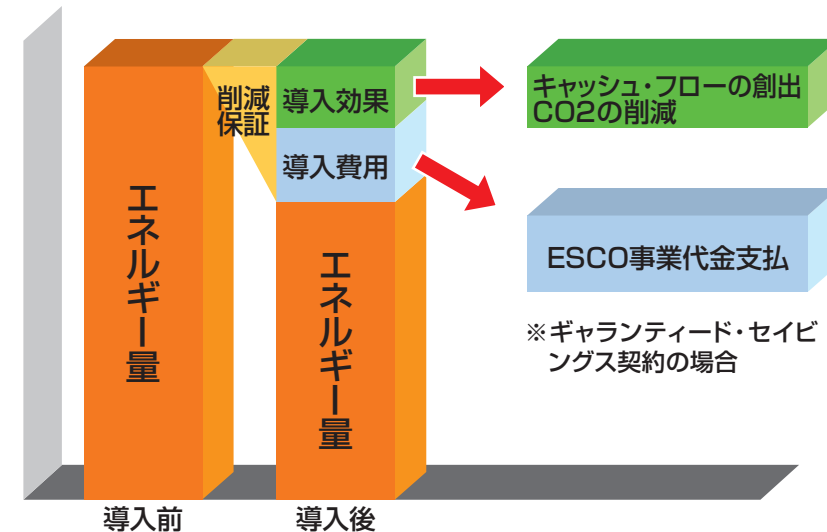 削減
保証
導入効果
導入費用
エネルギー量
エネルギー量
導入前
導入後
キャッシュ・フローの創出
CO2の削減
ESCO事業代金支払
※ギャランティード・セイビ
ングス契約の場合